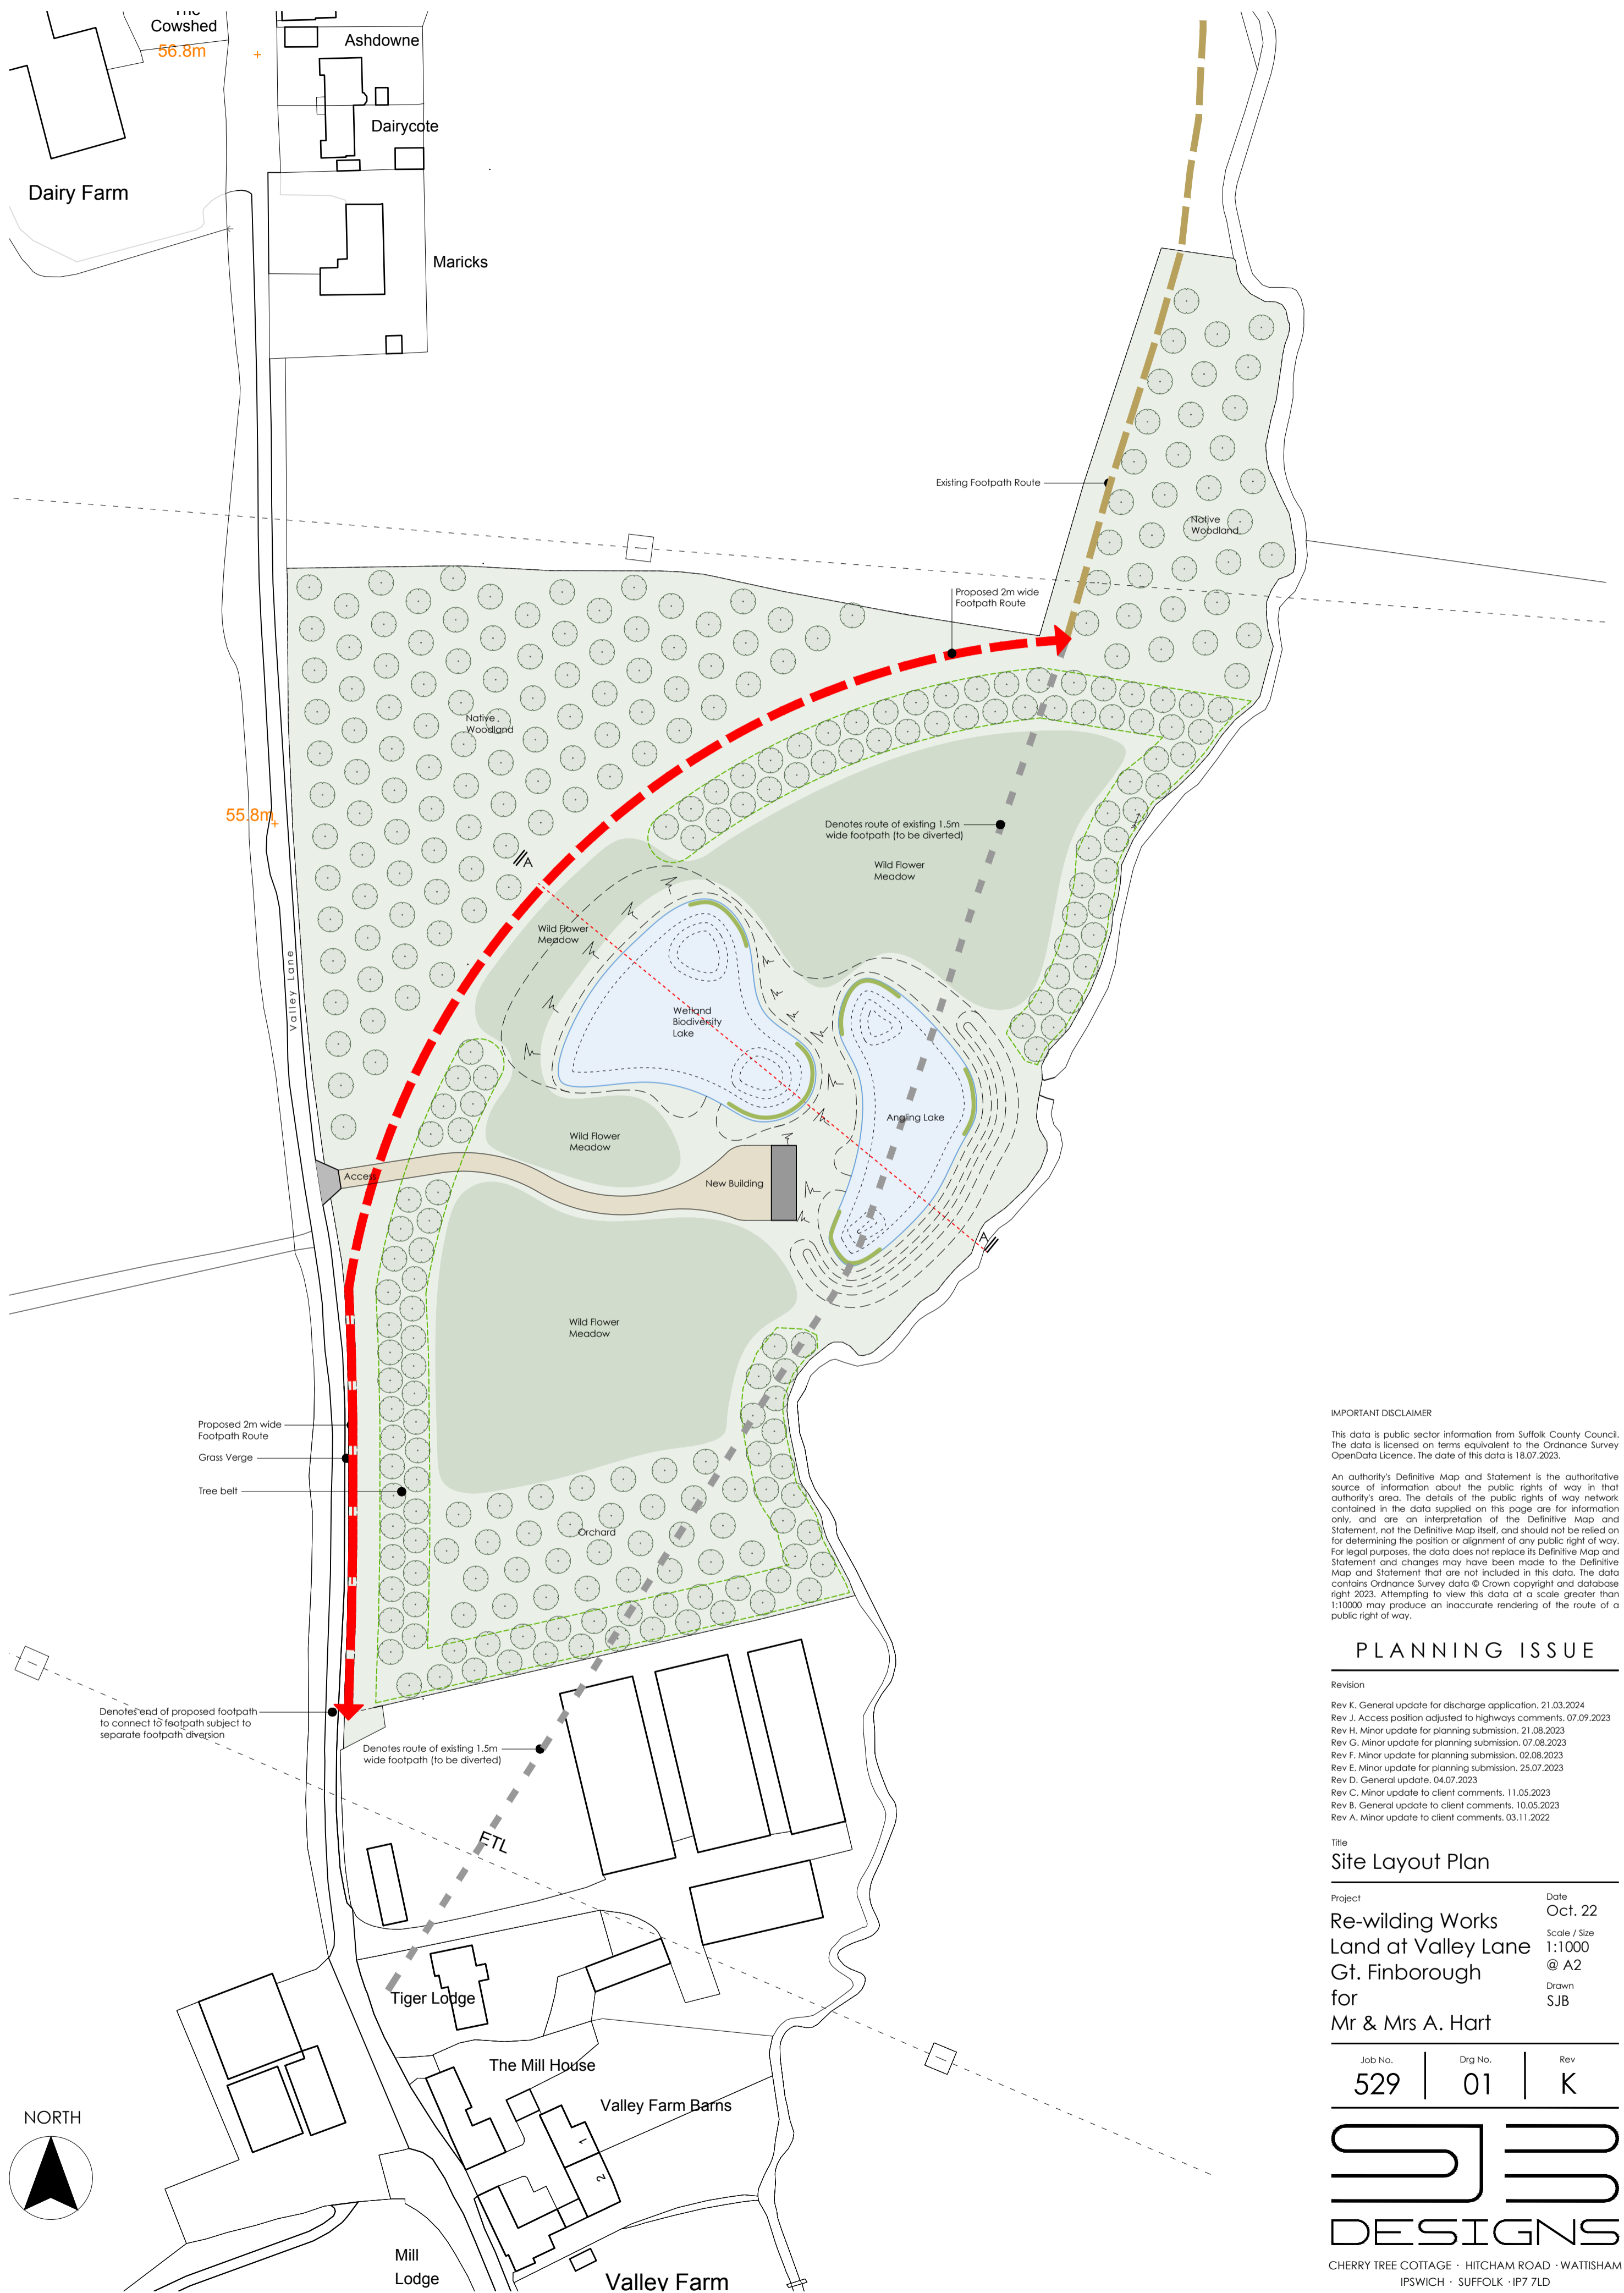 The
Cowshed
56.8m
Ashdowne
Dairycote
Dairy Farm
Maricks
Existing Footpath Route
Native
Woodland
Proposed 2m wide
Footpath Route
Native
Woodland
55.8m
A
Denotes route of existing 1.5m
wide footpath (to be diverted)
Wild Flower
Meadow
Wild Flower
Meadow
Valley Lane
Wetland
Biodiversity
Lake
Angling Lake
Wild Flower
Meadow
Access
New Building
A
Wild Flower
Meadow
Proposed 2m wide
Footpath Route
Grass Verge
Tree belt
Orchard
Denotes end of proposed footpath
to connect to footpath subject to
separate footpath diversion
Denotes route of existing 1.5m
wide footpath (to be diverted)
ETL
Tiger Lodge
The Mill House
Valley Farm Barns
1
2
NORTH
Mill
Lodge
Valley Farm
IMPORTANT DISCLAIMER
This data is public sector information from Suffolk County Council.
The data is licensed on terms equivalent to the Ordnance Survey
OpenData Licence. The date of this data is 18.07.2023.
An authority's Definitive Map and Statement is the authoritative
source of information about the public rights of way in that
authority's area. The details of the public rights of way network
contained in the data supplied on this page are for information
only, and are an interpretation of the Definitive Map and
Statement, not the Definitive Map itself, and should not be relied on
for determining the position or alignment of any public right of way.
For legal purposes, the data does not replace its Definitive Map and
Statement and changes may have been made to the Definitive
Map and Statement that are not included in this data. The data
contains Ordnance Survey data © Crown copyright and database
right 2023. Attempting to view this data at a scale greater than
1:10000 may produce an inaccurate rendering of the route of a
public right of way.
PLANNING ISSUE
Revision
Rev K. General update for discharge application. 21.03.2024
Rev J. Access position adjusted to highways comments. 07.09.2023
Rev H. Minor update for planning submission. 21.08.2023
Rev G. Minor update for planning submission. 07.08.2023
Rev F. Minor update for planning submission. 02.08.2023
Rev E. Minor update for planning submission. 25.07.2023
Rev D. General update. 04.07.2023
Rev C. Minor update to client comments. 11.05.2023
Rev B. General update to client comments. 10.05.2023
Rev A. Minor update to client comments. 03.11.2022
Title
Site Layout Plan
Project
Re-wilding Works
Land at Valley Lane
Gt. Finborough
for
Mr & Mrs A. Hart
Date
Oct. 22
Scale / Size
1:1000
@ A2
Drawn
SJB
Job No.
529
Drg No.
01
Rev
K
SJB
DESIGNS
CHERRY TREE COTTAGE · HITCHAM ROAD · WATTISHAM
IPSWICH · SUFFOLK · IP7 7LD